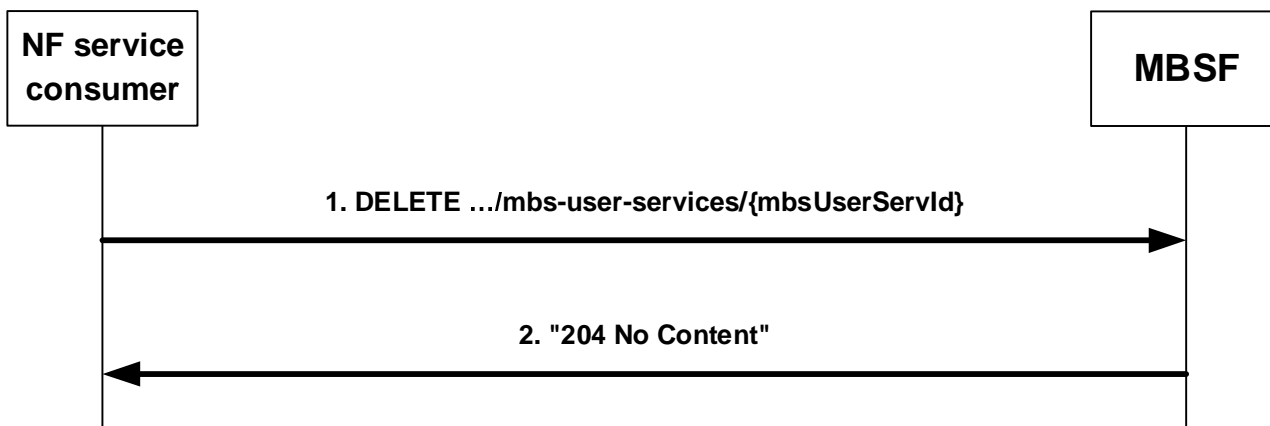 NF service
consumer
MBSF
1. DELETE …/mbs-user-services/{mbsUserServId}
2. "204 No Content"